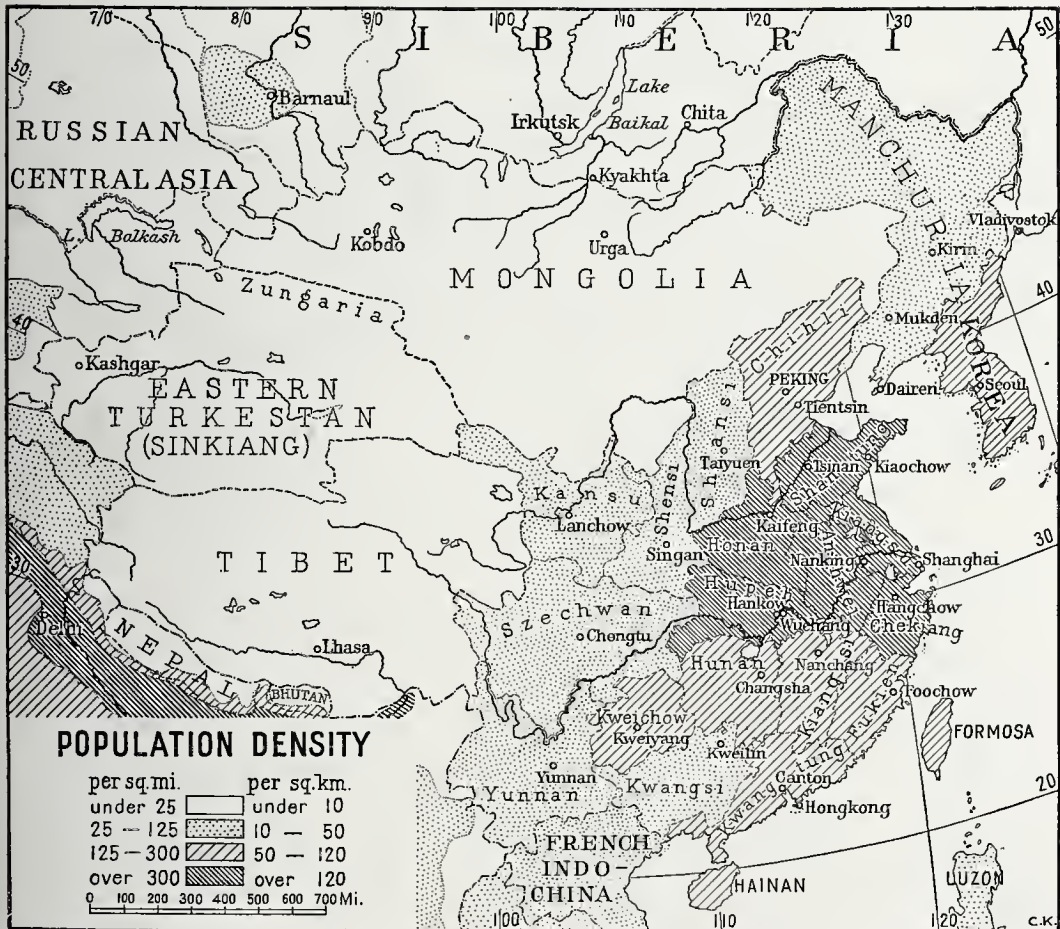 70 80 90 100 110 120 130 50
SIBERIA
50
Barnaul
Lake
Baikal
Irkutsk
Chita
MANCHURIA
RUSSIAN
CENTRAL ASIA
Kyakhta
L. Balkash
Kobdo
Urga
Vladivostok
Kirin
MONGOLIA
Zungaria
40
40
Mukden
Chihli
KOREA
Kashgar
EASTERN
TURKESTAN
(SINKIANG)
PEKING
Dairen
Seoul
Tientsin
Shansi
Taiyuen
Tsinan
Kiaochow
Shantung
Kansu
Shensi
Lanchow
Kaifeng
Kiangsu
Anhwei
Singan
Honan
Nanking
Shanghai
30
30
TIBET
Hupeh
Hankow
Hangchow
Szechwan
Wuchang
Chekiang
Delhi
Chengtu
NEPAL
Lhasa
Hunan
Nanchang
Changsha
Kiangsi
BHUTAN
Foochow
Kweichow
Kweiyang
Fukien
FORMOSA
Kweilin
Yunnan
Yunnan
Kwangsi
Kwangtung
Canton
Hongkong
20
FRENCH
INDO-
CHINA
HAINAN
LUZON
100 110 120
POPULATION DENSITY
per sq.mi. per sq.km.
under 25 under 10
25 – 125 10 – 50
125 – 300 50 – 120
over 300 over 120
0 100 200 300 400 500 600 700 Mi.
C.K.